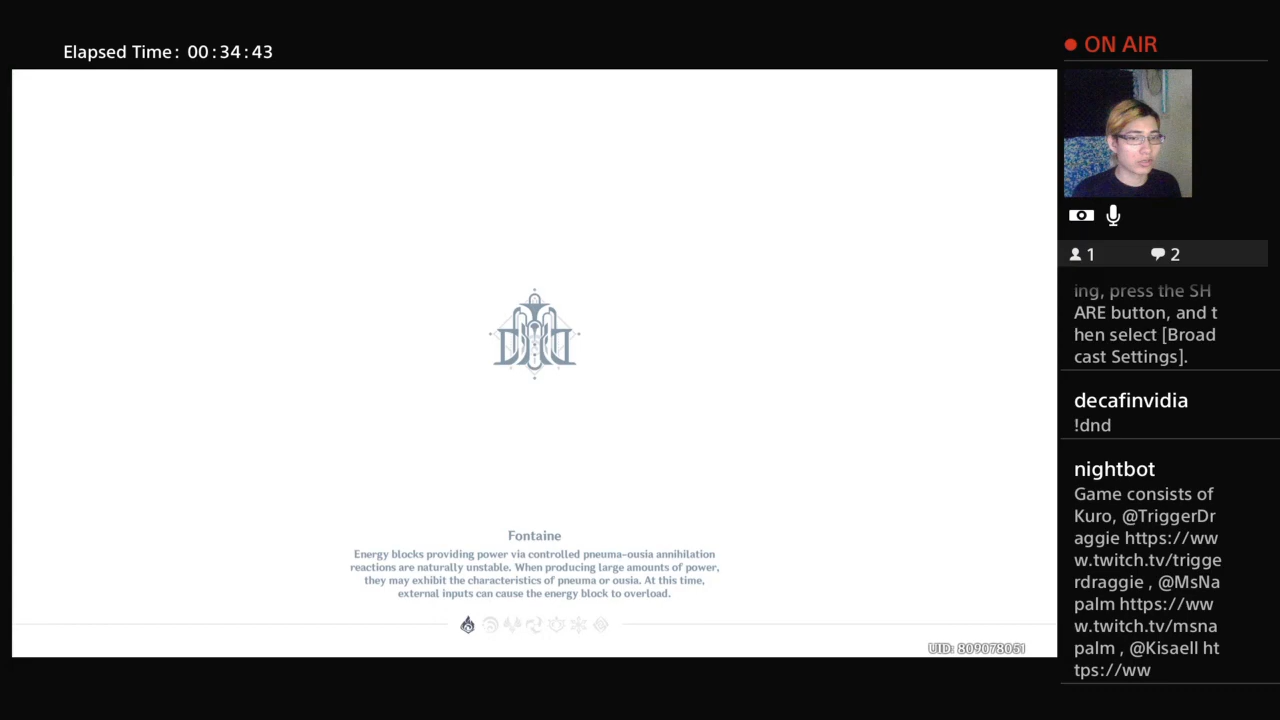 Elapsed Time: 00:34:43
ON AIR
1
2
ing, press the SH
ARE button, and t
hen select [Broad
cast Settings].
decafinvidia
!dnd
nightbot
Game consists of
Kuro, @TriggerDr
aggie https://ww
w.twitch.tv/trigge
rdraggie , @MsNa
palm https://ww
w.twitch.tv/msna
palm , @Kisaell ht
tps://ww
Fontaine
Energy blocks providing power via controlled pneuma-ousia annihilation
reactions are naturally unstable. When producing large amounts of power,
they may exhibit the characteristics of pneuma or ousia. At this time,
external inputs can cause the energy block to overload.
UID: 809078051